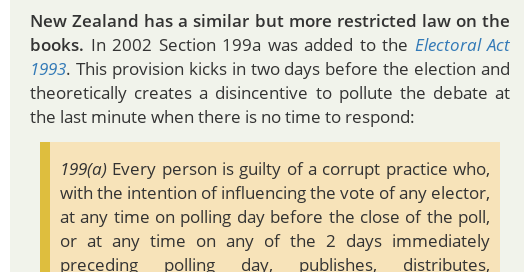 New Zealand has a similar but more restricted law on the
books. In 2002 Section 199a was added to the Electoral Act
1993. This provision kicks in two days before the election and
theoretically creates a disincentive to pollute the debate at
the last minute when there is no time to respond:
199(a) Every person is guilty of a corrupt practice who,
with the intention of influencing the vote of any elector,
at any time on polling day before the close of the poll,
or at any time on any of the 2 days immediately
preceding polling day, publishes, distributes,